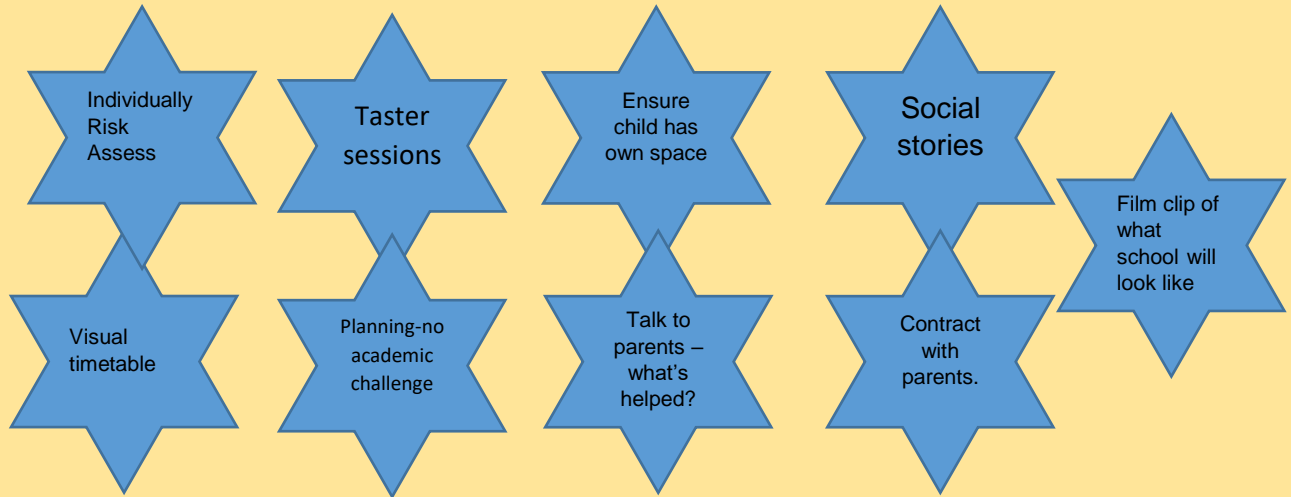 Individually
Risk
Assess
Taster
sessions
Ensure
child has
own space
Social
stories
Film clip of
what
school will
look like
Visual
timetable
Planning-no
academic
challenge
Talk to
parents –
what's
helped?
Contract
with
parents.